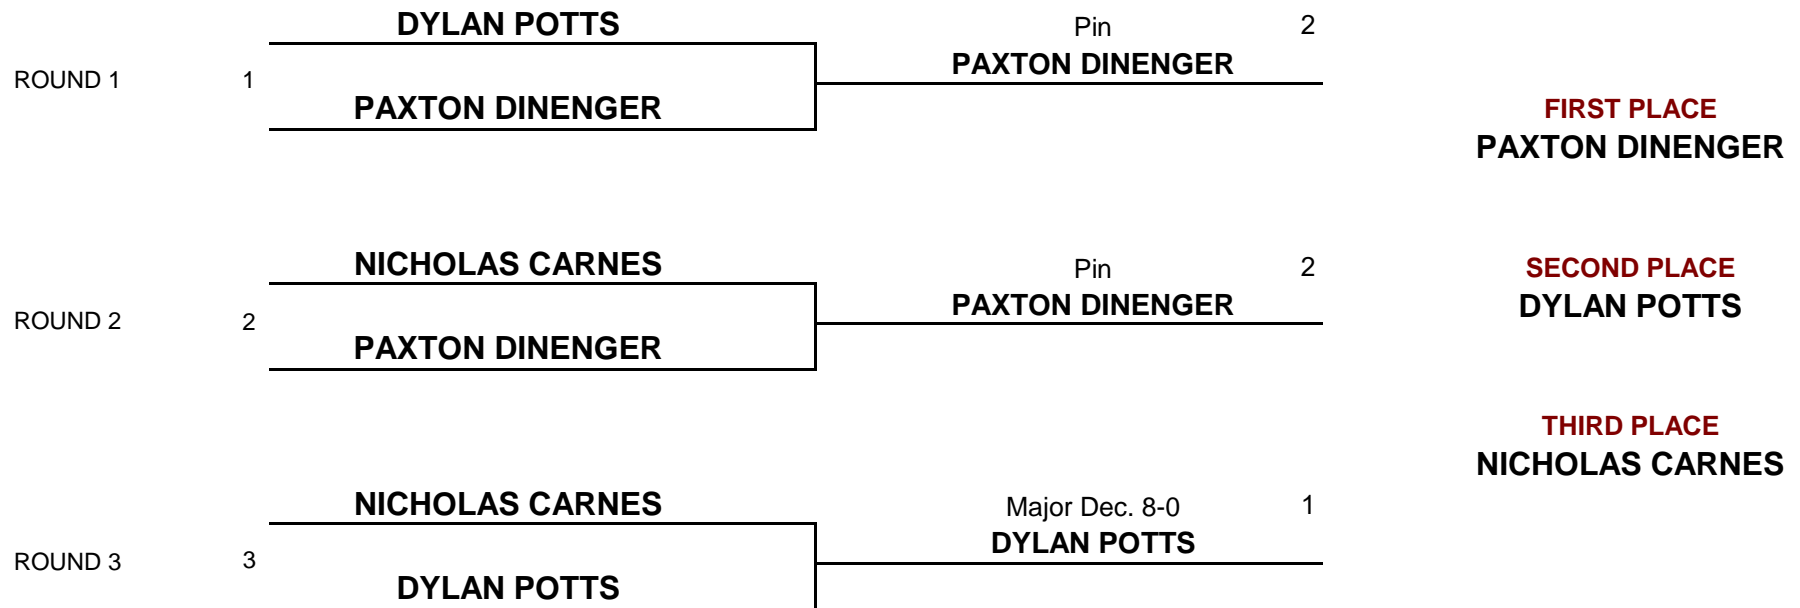 DYLAN POTTS
Pin 2
PAXTON DINENGER
ROUND 1 1
PAXTON DINENGER
FIRST PLACE
PAXTON DINENGER
NICHOLAS CARNES
Pin 2
PAXTON DINENGER
SECOND PLACE
DYLAN POTTS
ROUND 2 2
PAXTON DINENGER
THIRD PLACE
NICHOLAS CARNES
NICHOLAS CARNES
Major Dec. 8-0 1
DYLAN POTTS
ROUND 3 3
DYLAN POTTS